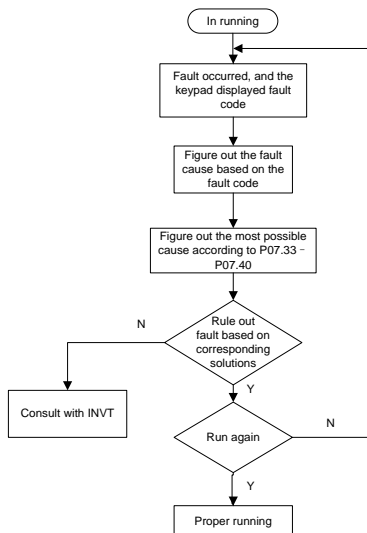 In running
Fault occurred, and the
keypad displayed fault
code
Figure out the fault
cause based on the
fault code
Figure out the most possible
cause according to P07.33﹣
P07.40
N
Rule out
fault based on
corresponding
solutions
Consult with INVT
Y
Run again
N
Y
Proper running